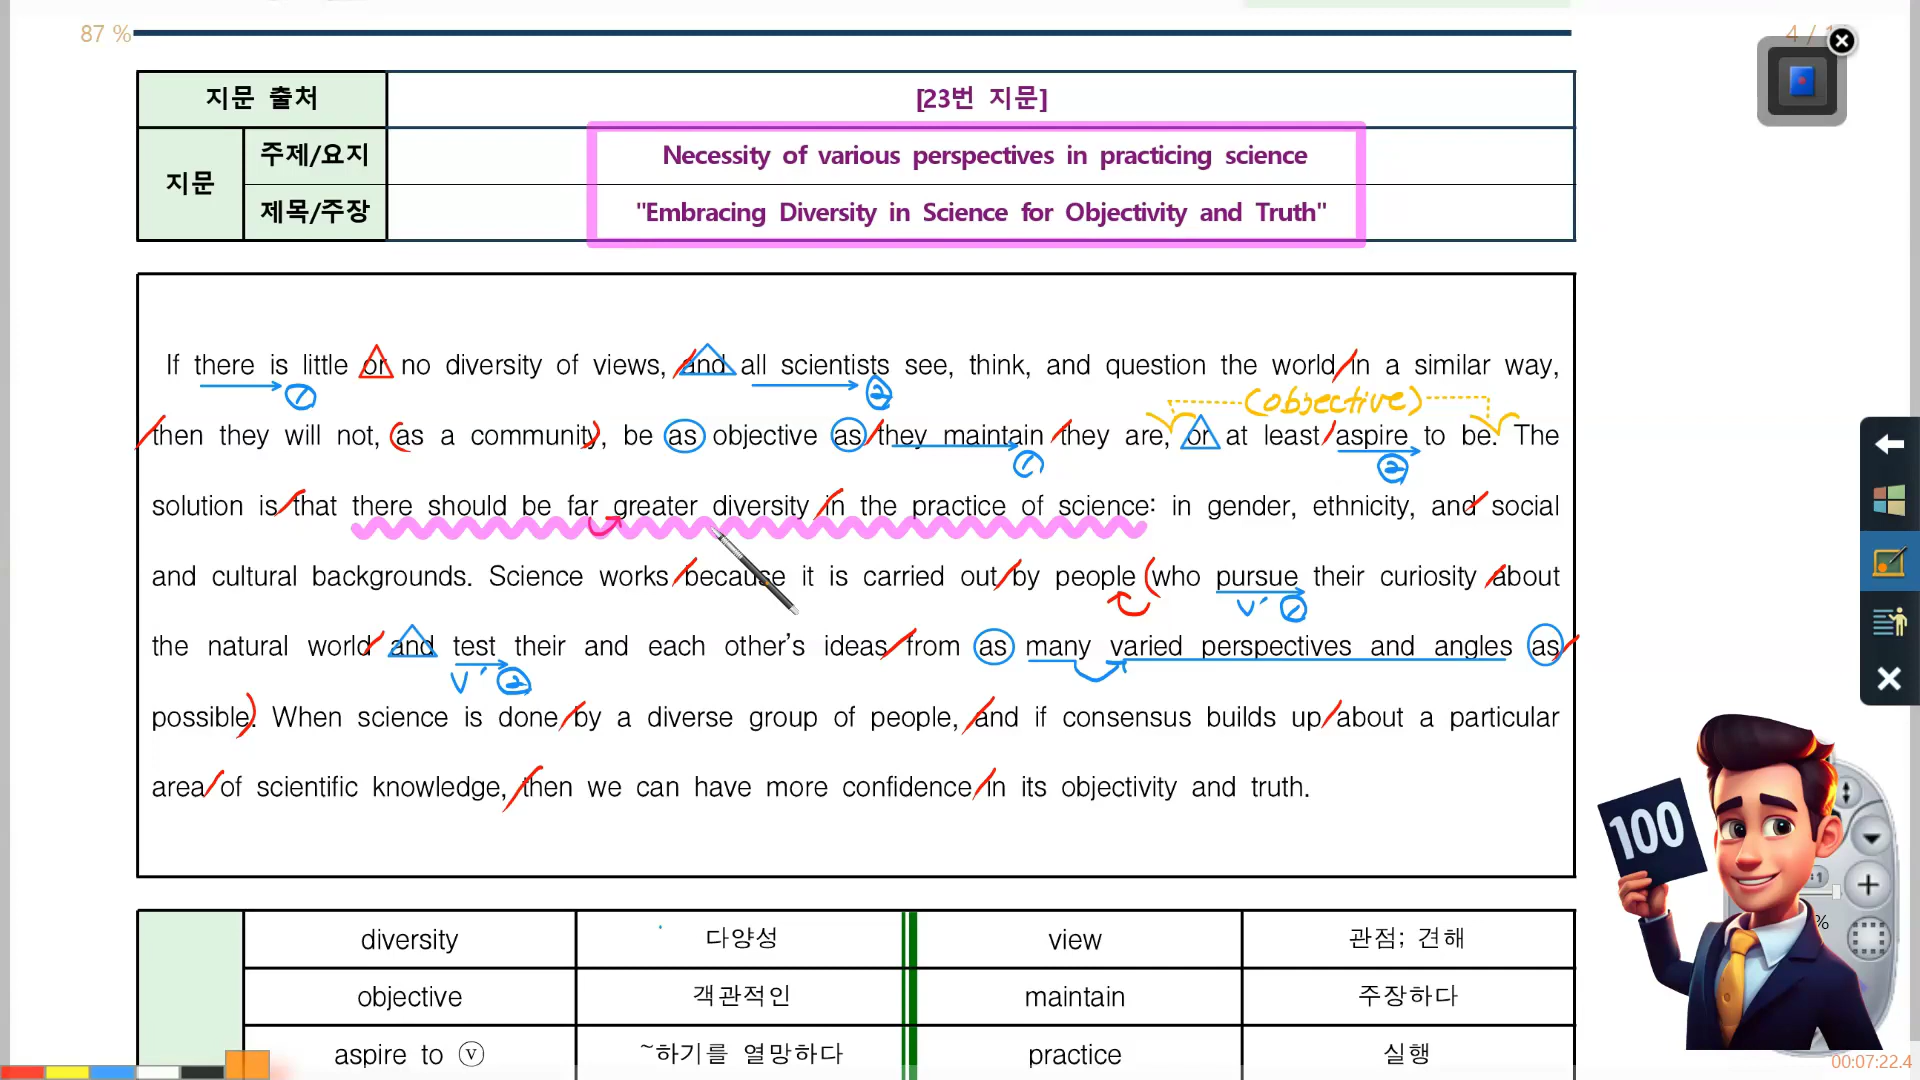 87 %
4 / 1
지문 출처
[23번 지문]
지문
주제/요지
Necessity of various perspectives in practicing science
제목/주장
"Embracing Diversity in Science for Objectivity and Truth"
If there is little or no diversity of views, and all scientists see, think, and question the world in a similar way,
① ②
(objective)
then they will not, (as a community), be as objective as they maintain they are, or at least aspire to be. The
① ②
solution is that there should be far greater diversity in the practice of science: in gender, ethnicity, and social
and cultural backgrounds. Science works because it is carried out by people (who pursue their curiosity about
V' ①
the natural world and test their and each other's ideas from as many varied perspectives and angles as
V' ②
possible). When science is done by a diverse group of people, and if consensus builds up about a particular
area of scientific knowledge, then we can have more confidence in its objectivity and truth.
100
%
diversity 다양성 view 관점; 견해
objective 객관적인 maintain 주장하다
aspire to ⓥ ~하기를 열망하다 practice 실행
00:07:22.4